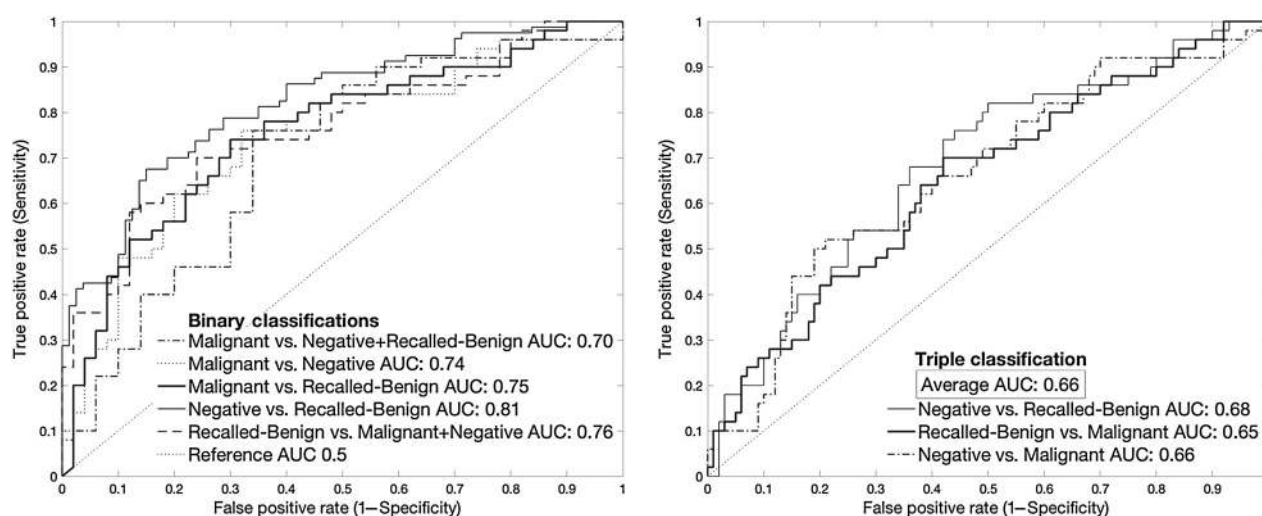 1
0.9
0.8
0.7
0.6
0.5
0.4
0.3
0.2
0.1
0
True positive rate (Sensitivity)
Binary classifications
Malignant vs. Negative+Recalled-Benign AUC: 0.70
Malignant vs. Negative AUC: 0.74
Malignant vs. Recalled-Benign AUC: 0.75
Negative vs. Recalled-Benign AUC: 0.81
Recalled-Benign vs. Malignant+Negative AUC: 0.76
Reference AUC 0.5
0 0.1 0.2 0.3 0.4 0.5 0.6 0.7 0.8 0.9 1
False positive rate (1−Specificity)
1
0.9
0.8
0.7
0.6
0.5
0.4
0.3
0.2
0.1
0
True positive rate (Sensitivity)
Triple classification
Average AUC: 0.66
Negative vs. Recalled-Benign AUC: 0.68
Recalled-Benign vs. Malignant AUC: 0.65
Negative vs. Malignant AUC: 0.66
0 0.1 0.2 0.3 0.4 0.5 0.6 0.7 0.8 0.9
False positive rate (1−Specificity)